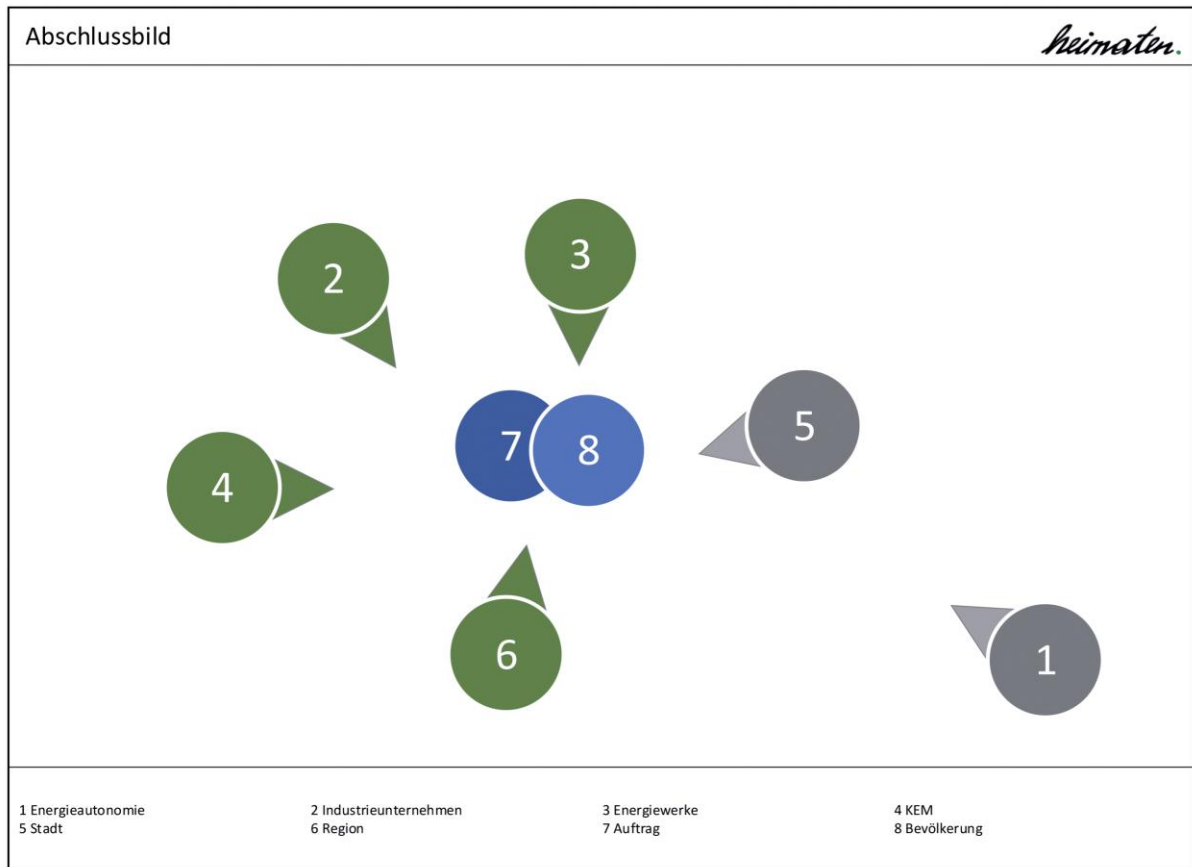 Abschlussbild
heimaten.
2
3
5
7
8
4
6
1
1 Energieautonomie
2 Industrieunternehmen
3 Energiewerke
4 KEM
5 Stadt
6 Region
7 Auftrag
8 Bevölkerung